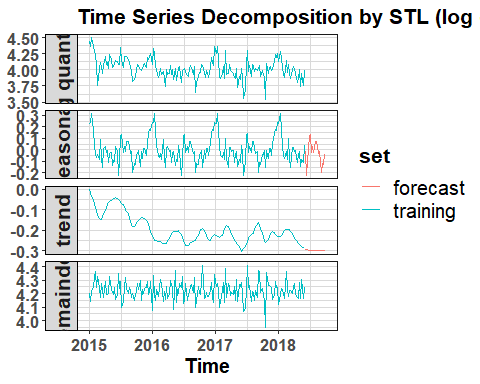 Time Series Decomposition by STL (log
4.50
4.25
4.00
3.75
3.50
g quant
0.3
0.2
0.1
0.0
-0.1
-0.2
easona
0.0
-0.1
-0.2
-0.3
trend
4.4
4.3
4.2
4.1
4.0
mainde
2015 2016 2017 2018
Time
set
forecast
training